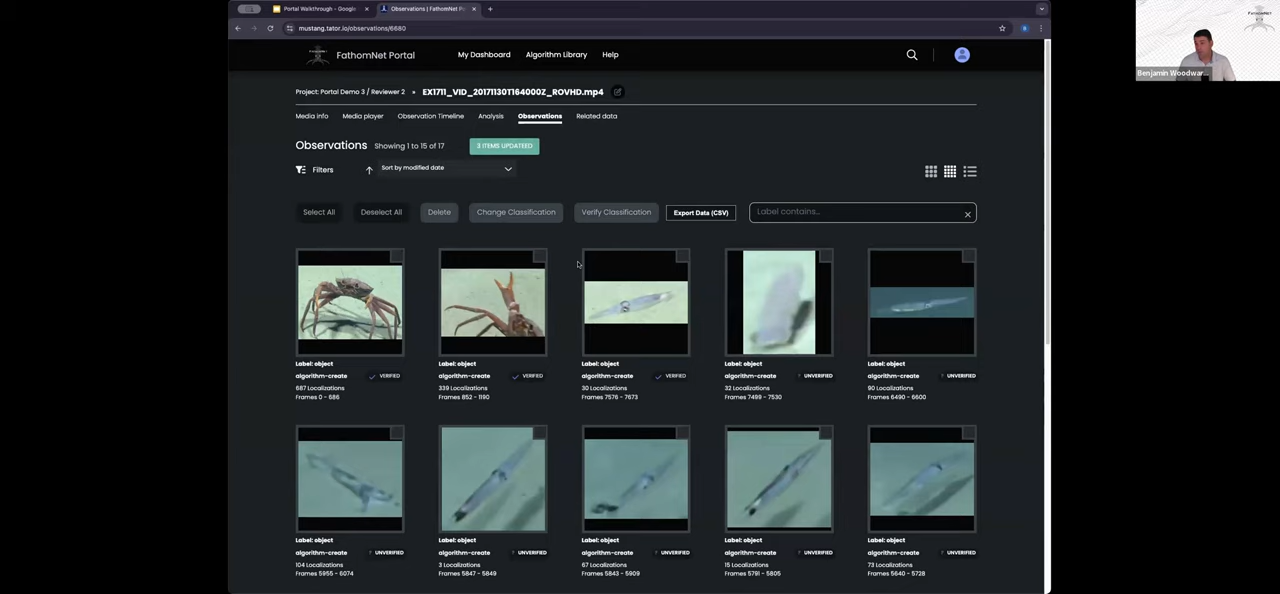 Portal Walkthrough - Google
Observations | FathomNet P
mustang.tator.io/observations/6680
FathomNet Portal
My Dashboard
Algorithm Library
Help
FATHOMNET
Benjamin Woodwar...
Project: Portal Demo 3 / Reviewer 2 • EX1711_VID_20171130T164000Z_ROVHD.mp4
Media info
Media player
Observation Timeline
Analysis
Observations
Related data
Observations Showing 1 to 15 of 17
3 ITEMS UPDATEED
Filters
Sort by modified date
Select All
Deselect All
Delete
Change Classification
Verify Classification
Export Data (CSV)
Label contains...
Label: object
algorithm-create
VERIFIED
687 Localizations
Frames 0 - 686
Label: object
algorithm-create
VERIFIED
339 Localizations
Frames 852 - 1190
Label: object
algorithm-create
VERIFIED
30 Localizations
Frames 7576 - 7673
Label: object
algorithm-create
? UNVERIFIED
32 Localizations
Frames 7499 - 7530
Label: object
algorithm-create
? UNVERIFIED
90 Localizations
Frames 6490 - 6600
Label: object
algorithm-create
? UNVERIFIED
104 Localizations
Frames 5955 - 6074
Label: object
algorithm-create
? UNVERIFIED
3 Localizations
Frames 5847 - 5849
Label: object
algorithm-create
? UNVERIFIED
67 Localizations
Frames 5843 - 5909
Label: object
algorithm-create
? UNVERIFIED
15 Localizations
Frames 5791 - 5805
Label: object
algorithm-create
? UNVERIFIED
73 Localizations
Frames 5640 - 5728